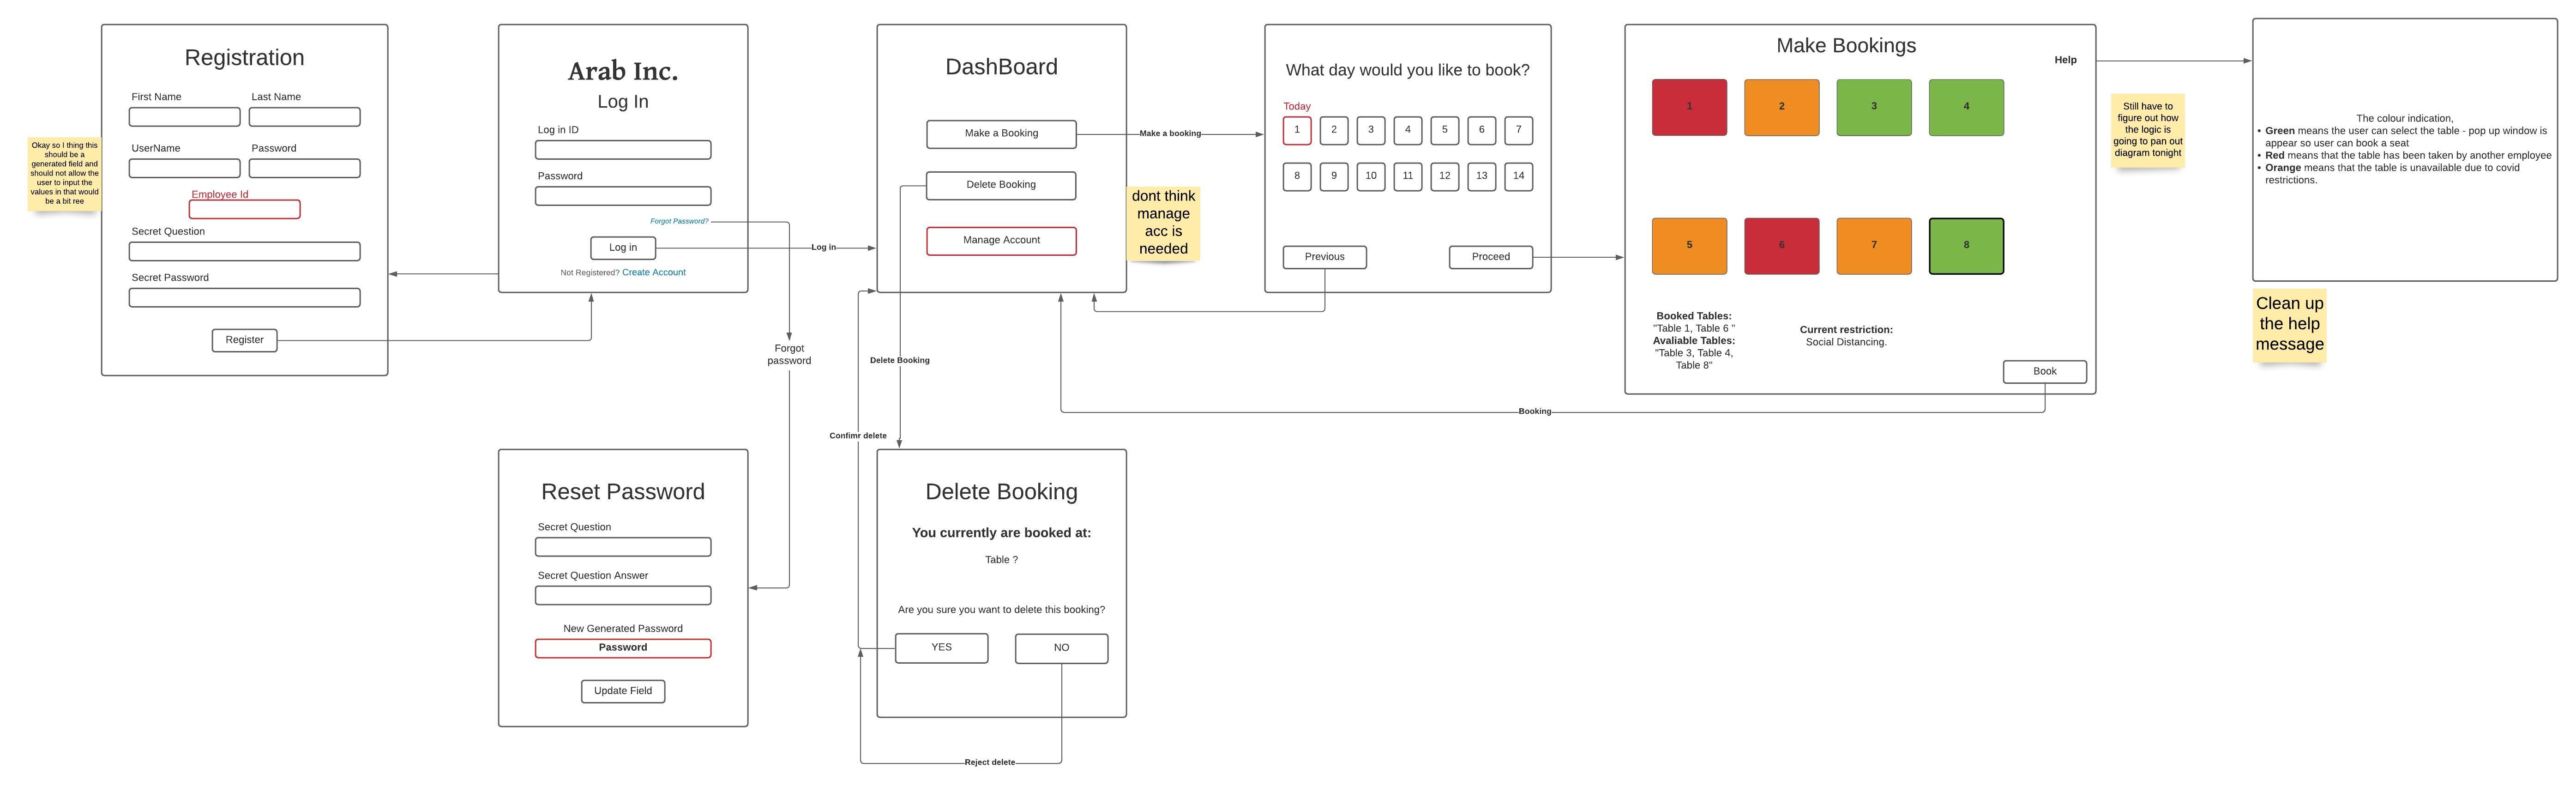 Okay so I thing this
should be a
generated field and
should not allow the
user to input the
values in that would
be a bit ree
Registration
First Name
Last Name
UserName
Password
Employee Id
Secret Question
Secret Password
Register
Arab Inc.
Log In
Log in ID
Password
Forgot Password?
Log in
Not Registered? Create Account
Log in
Forgot
password
Reset Password
Secret Question
Secret Question Answer
New Generated Password
Password
Update Field
DashBoard
Make a Booking
Delete Booking
Manage Account
dont think
manage
acc is
needed
Make a booking
Delete Booking
Confimr delete
Delete Booking
You currently are booked at:
Table ?
Are you sure you want to delete this booking?
YES
NO
Reject delete
What day would you like to book?
Today
1 2 3 4 5 6 7
8 9 10 11 12 13 14
Previous
Proceed
Make Bookings
Help
1 2 3 4
5 6 7 8
Booked Tables:
"Table 1, Table 6 "
Avaliable Tables:
"Table 3, Table 4,
Table 8"
Current restriction:
Social Distancing.
Book
Booking
Still have to
figure out how
the logic is
going to pan out
diagram tonight
The colour indication,
• Green means the user can select the table - pop up window is
appear so user can book a seat
• Red means that the table has been taken by another employee
• Orange means that the table is unavailable due to covid
restrictions.
Clean up
the help
message